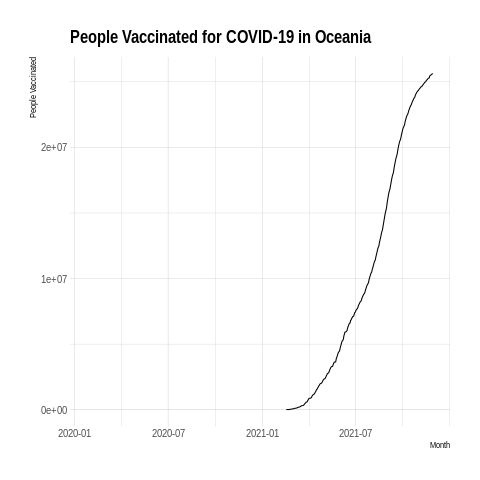 People Vaccinated for COVID-19 in Oceania
People Vaccinated
2e+07
1e+07
0e+00
2020-01 2020-07 2021-01 2021-07
Month